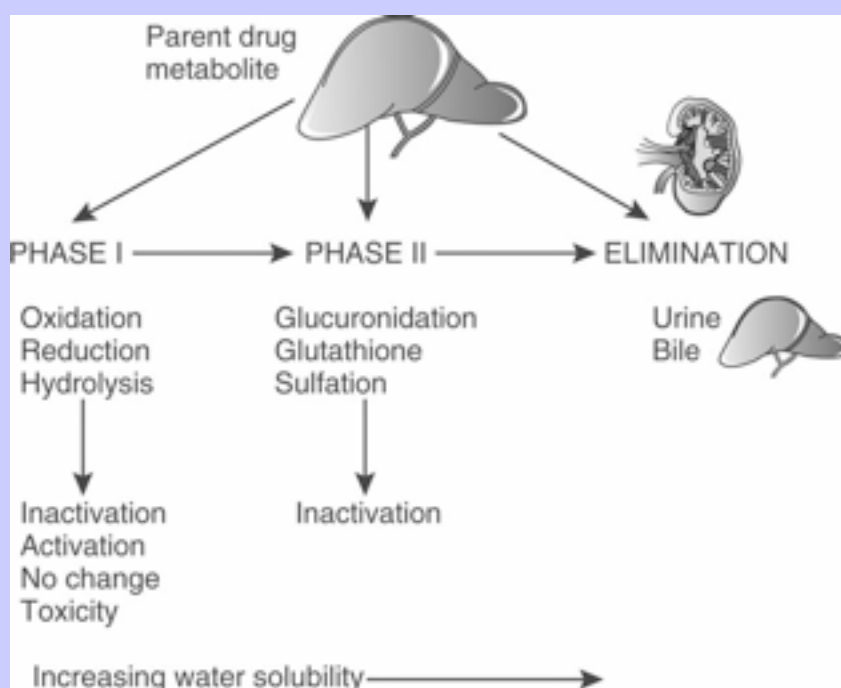 Parent drug
metabolite
PHASE I
PHASE II
ELIMINATION
Oxidation
Reduction
Hydrolysis
Glucuronidation
Glutathione
Sulfation
Urine
Bile
Inactivation
Activation
No change
Toxicity
Inactivation
Increasing water solubility